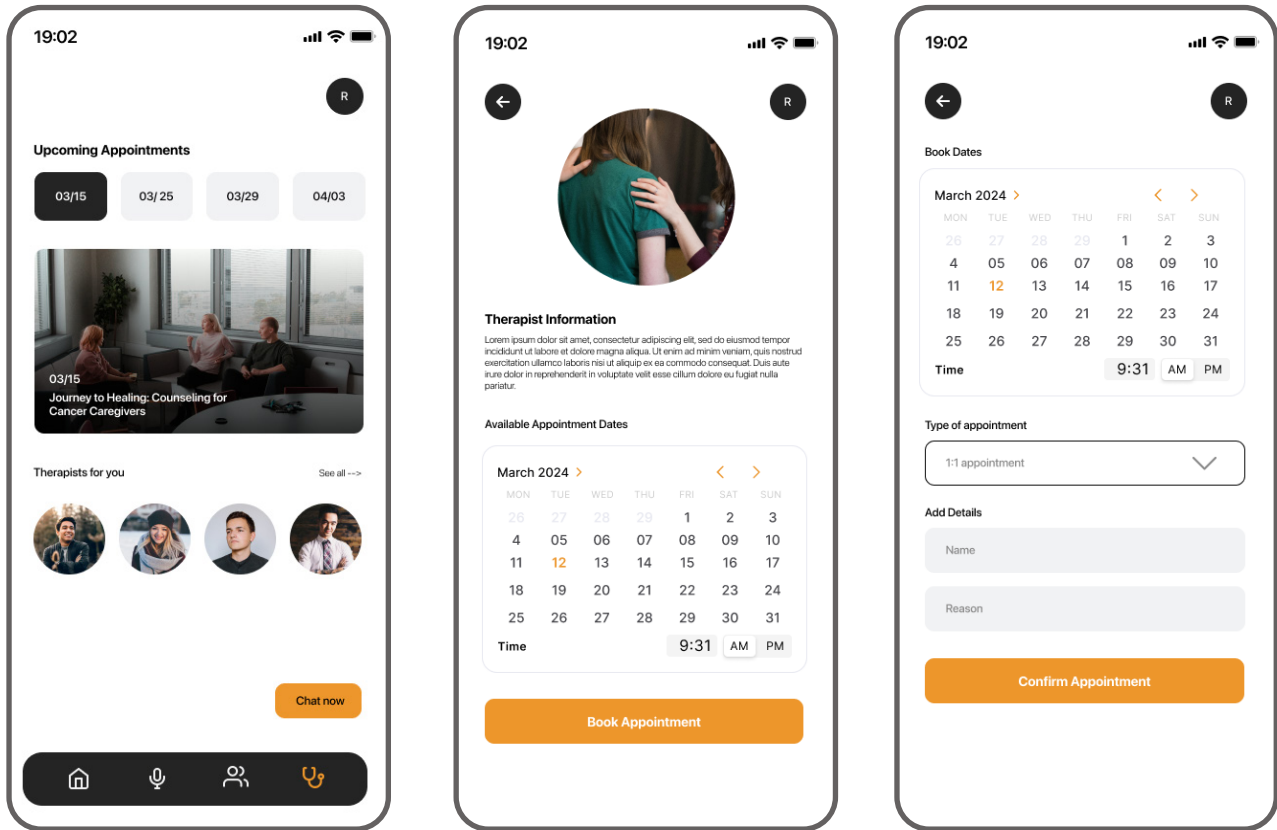 19:02
R
Upcoming Appointments
03/15 03/ 25 03/29 04/03
03/15
Journey to Healing: Counseling for
Cancer Caregivers
Therapists for you See all -->
Chat now
19:02
R
Therapist Information
Lorem ipsum dolor sit amet, consectetur adipiscing elit, sed do eiusmod tempor
incididunt ut labore et dolore magna aliqua. Ut enim ad minim veniam, quis nostrud
exercitation ullamco laboris nisi ut aliquip ex ea commodo consequat. Duis aute
irure dolor in reprehenderit in voluptate velit esse cillum dolore eu fugiat nulla
pariatur.
Available Appointment Dates
March 2024 >
MON TUE WED THU FRI SAT SUN
26 27 28 29 1 2 3
4 05 06 07 08 09 10
11 12 13 14 15 16 17
18 19 20 21 22 23 24
25 26 27 28 29 30 31
Time 9:31 AM PM
Book Appointment
19:02
R
Book Dates
March 2024 >
MON TUE WED THU FRI SAT SUN
26 27 28 29 1 2 3
4 05 06 07 08 09 10
11 12 13 14 15 16 17
18 19 20 21 22 23 24
25 26 27 28 29 30 31
Time 9:31 AM PM
Type of appointment
1:1 appointment
Add Details
Name
Reason
Confirm Appointment